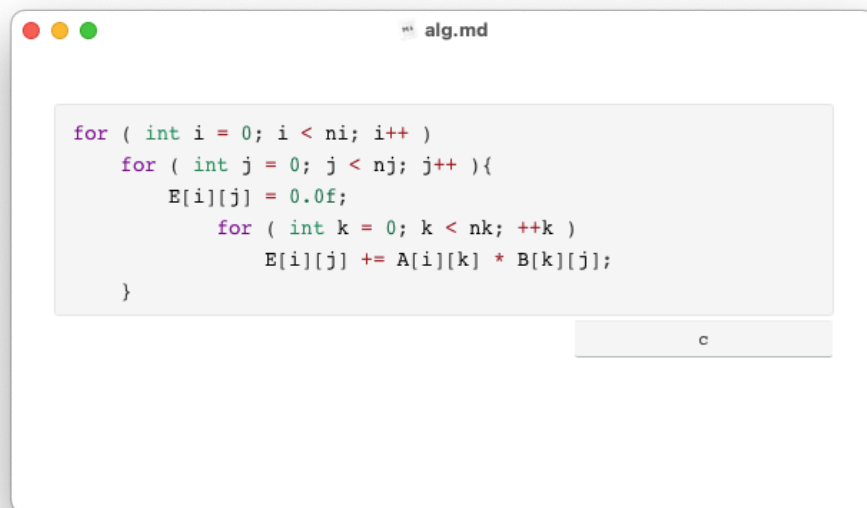 alg.md
for ( int i = 0; i < ni; i++ )
    for ( int j = 0; j < nj; j++ ){
        E[i][j] = 0.0f;
            for ( int k = 0; k < nk; ++k )
                E[i][j] += A[i][k] * B[k][j];
    }
c